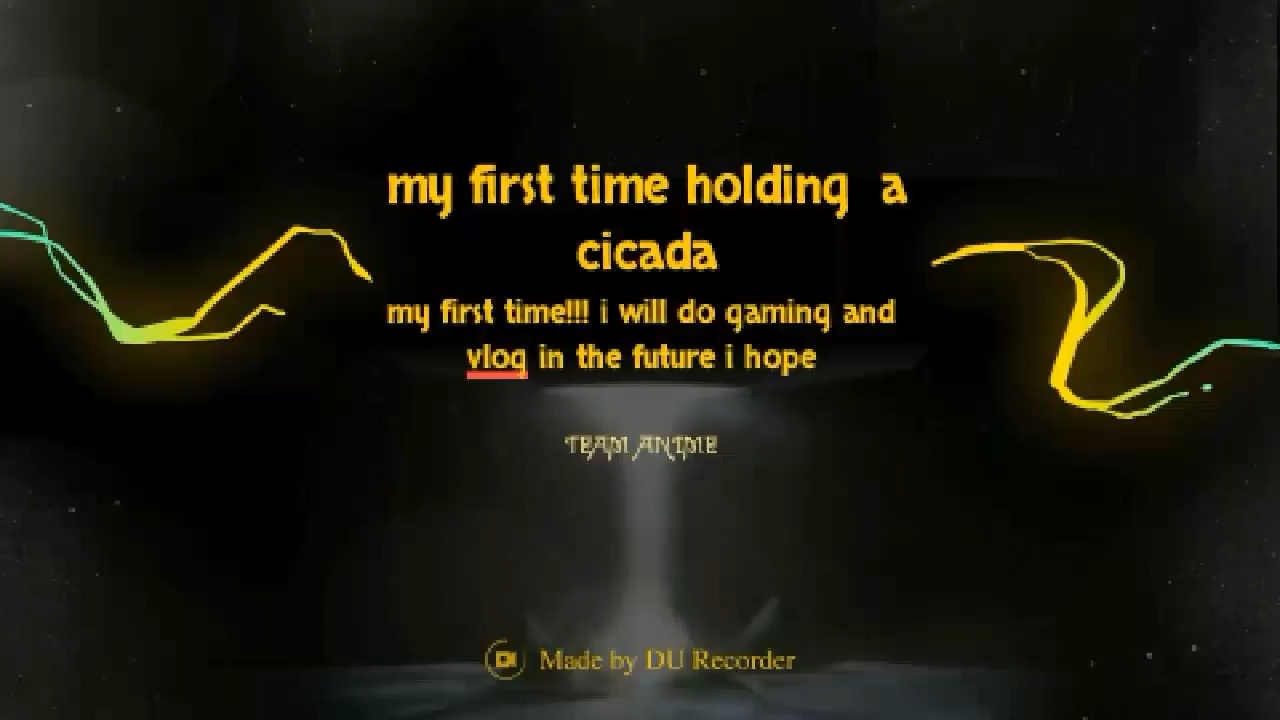 my first time holding  a
cicada
my first time!!! i will do gaming and
vlog in the future i hope
TEAM ANIME
Made by DU Recorder